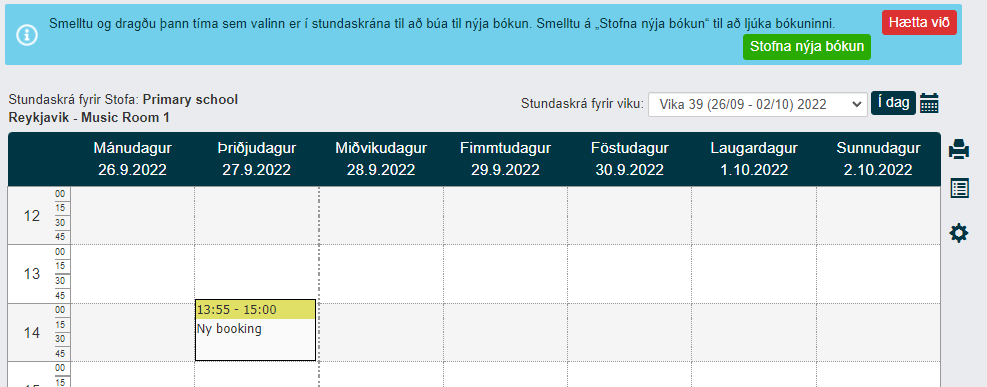 Smelltu og dragðu þann tíma sem valinn er í stundaskrána til að búa til nýja bókun. Smelltu á „Stofna nýja bókun“ til að ljúka bókuninni.
Hætta við
Stofna nýja bókun
Stundaskrá fyrir Stofa: Primary school
Reykjavik - Music Room 1
Stundaskrá fyrir viku: Vika 39 (26/09 - 02/10) 2022 Í dag
Mánudagur Þriðjudagur Miðvikudagur Fimmtudagur Föstudagur Laugardagur Sunnudagur
26.9.2022 27.9.2022 28.9.2022 29.9.2022 30.9.2022 1.10.2022 2.10.2022
00
12 15
30
45
00
13 15
30
45
00
14 15
30
45
13:55 - 15:00
Ny booking
00
15